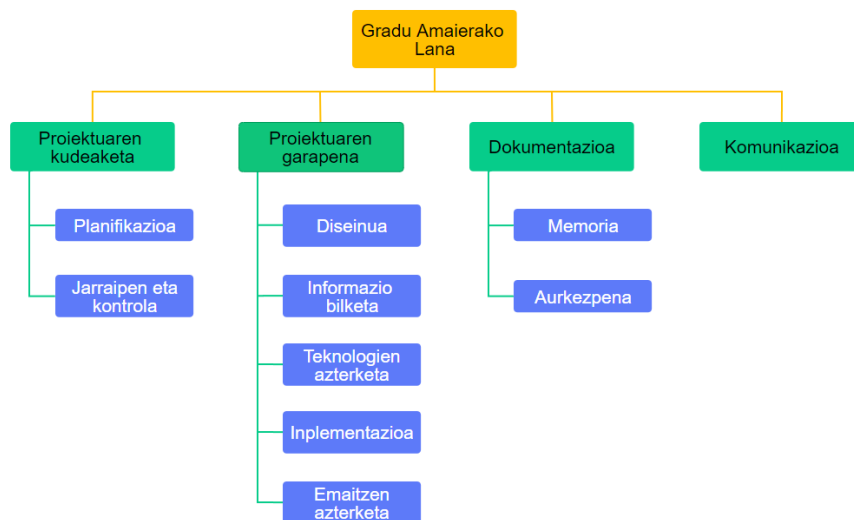 Gradu Amaierako
Lana
Proiektuaren
kudeaketa
Proiektuaren
garapena
Dokumentazioa
Komunikazioa
Planifikazioa
Jarraipen eta
kontrola
Diseinua
Informazio
bilketa
Teknologien
azterketa
Inplementazioa
Emaitzen
azterketa
Memoria
Aurkezpena